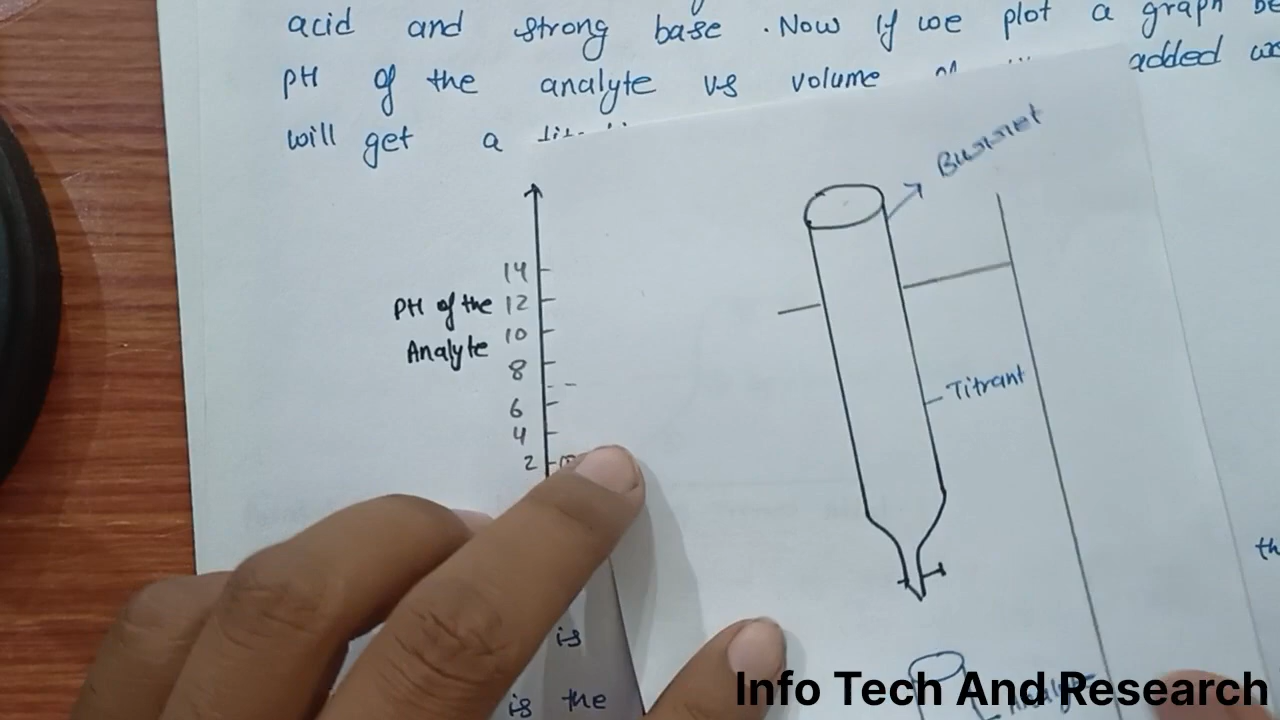 acid and strong base . Now if we plot a graph
pH of the analyte vs volume added
will get a
Burret
14
PH of the 12
10
Analyte
8
6
4
2
Titrant
is
is the
Info Tech And Research